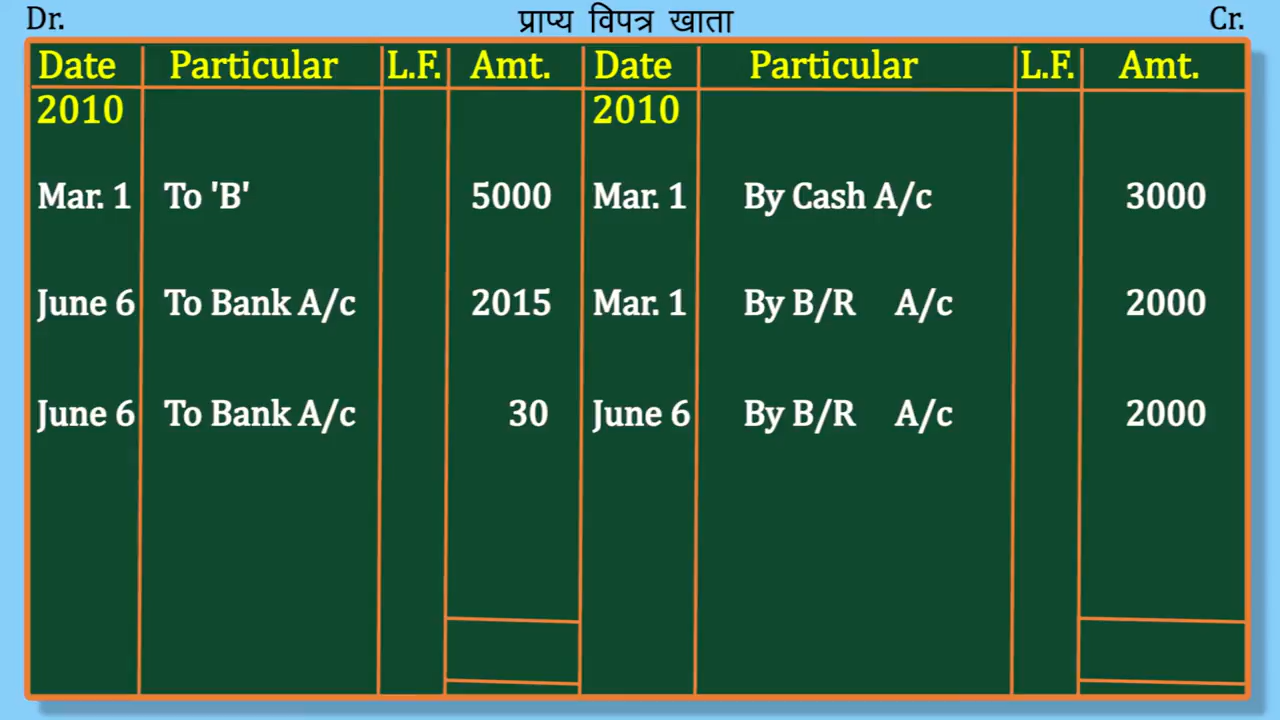 Dr. प्राप्य विपत्र खाता Cr.
Date Particular L.F. Amt. Date Particular L.F. Amt.
2010 2010
Mar. 1 To 'B' 5000 Mar. 1 By Cash A/c 3000
June 6 To Bank A/c 2015 Mar. 1 By B/R A/c 2000
June 6 To Bank A/c 30 June 6 By B/R A/c 2000